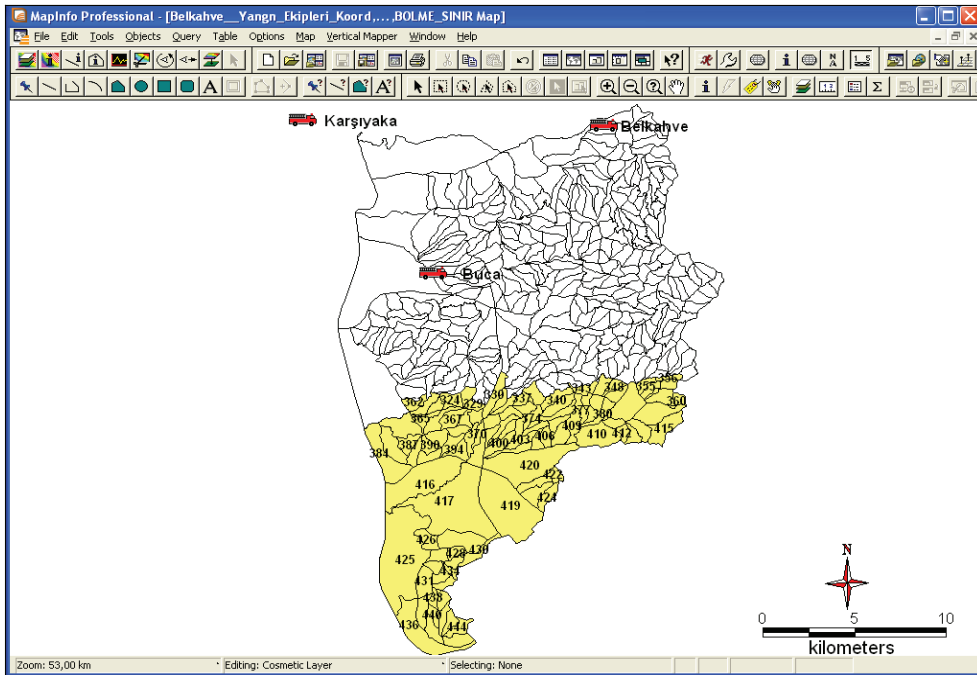 MapInfo Professional - [Belkahve__Yangn_Ekipleri_Koord,...,BOLME_SINIR Map]
File Edit Tools Objects Query Table Options Map Vertical Mapper Window Help
Karşıyaka
Belkahve
Buca
356
343 348 355
362 324 329 330 337 340 360
365 367 374 377 380
370 409 410 412 415
384 387 390 394 400 403 406
420
416 422
417 419 424
426
425 428 430
431 434
438
436 440 444
N
0 10
kilometers
Zoom: 53,00 km Editing: Cosmetic Layer Selecting: None